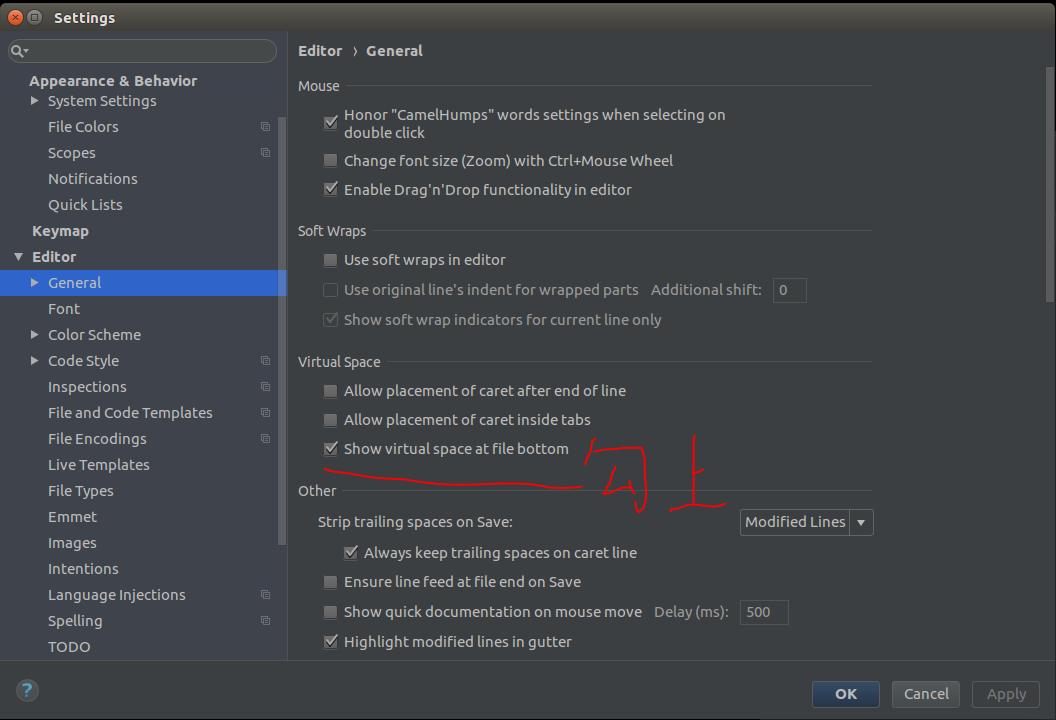 Settings
Editor › General
Appearance & Behavior
System Settings
File Colors
Scopes
Notifications
Quick Lists
Keymap
Editor
General
Font
Color Scheme
Code Style
Inspections
File and Code Templates
File Encodings
Live Templates
File Types
Emmet
Images
Intentions
Language Injections
Spelling
TODO
Mouse
Honor "CamelHumps" words settings when selecting on
double click
Change font size (Zoom) with Ctrl+Mouse Wheel
Enable Drag'n'Drop functionality in editor
Soft Wraps
Use soft wraps in editor
Use original line's indent for wrapped parts Additional shift: 0
Show soft wrap indicators for current line only
Virtual Space
Allow placement of caret after end of line
Allow placement of caret inside tabs
Show virtual space at file bottom 勾上
Other
Strip trailing spaces on Save: Modified Lines
Always keep trailing spaces on caret line
Ensure line feed at file end on Save
Show quick documentation on mouse move Delay (ms): 500
Highlight modified lines in gutter
? OK Cancel Apply